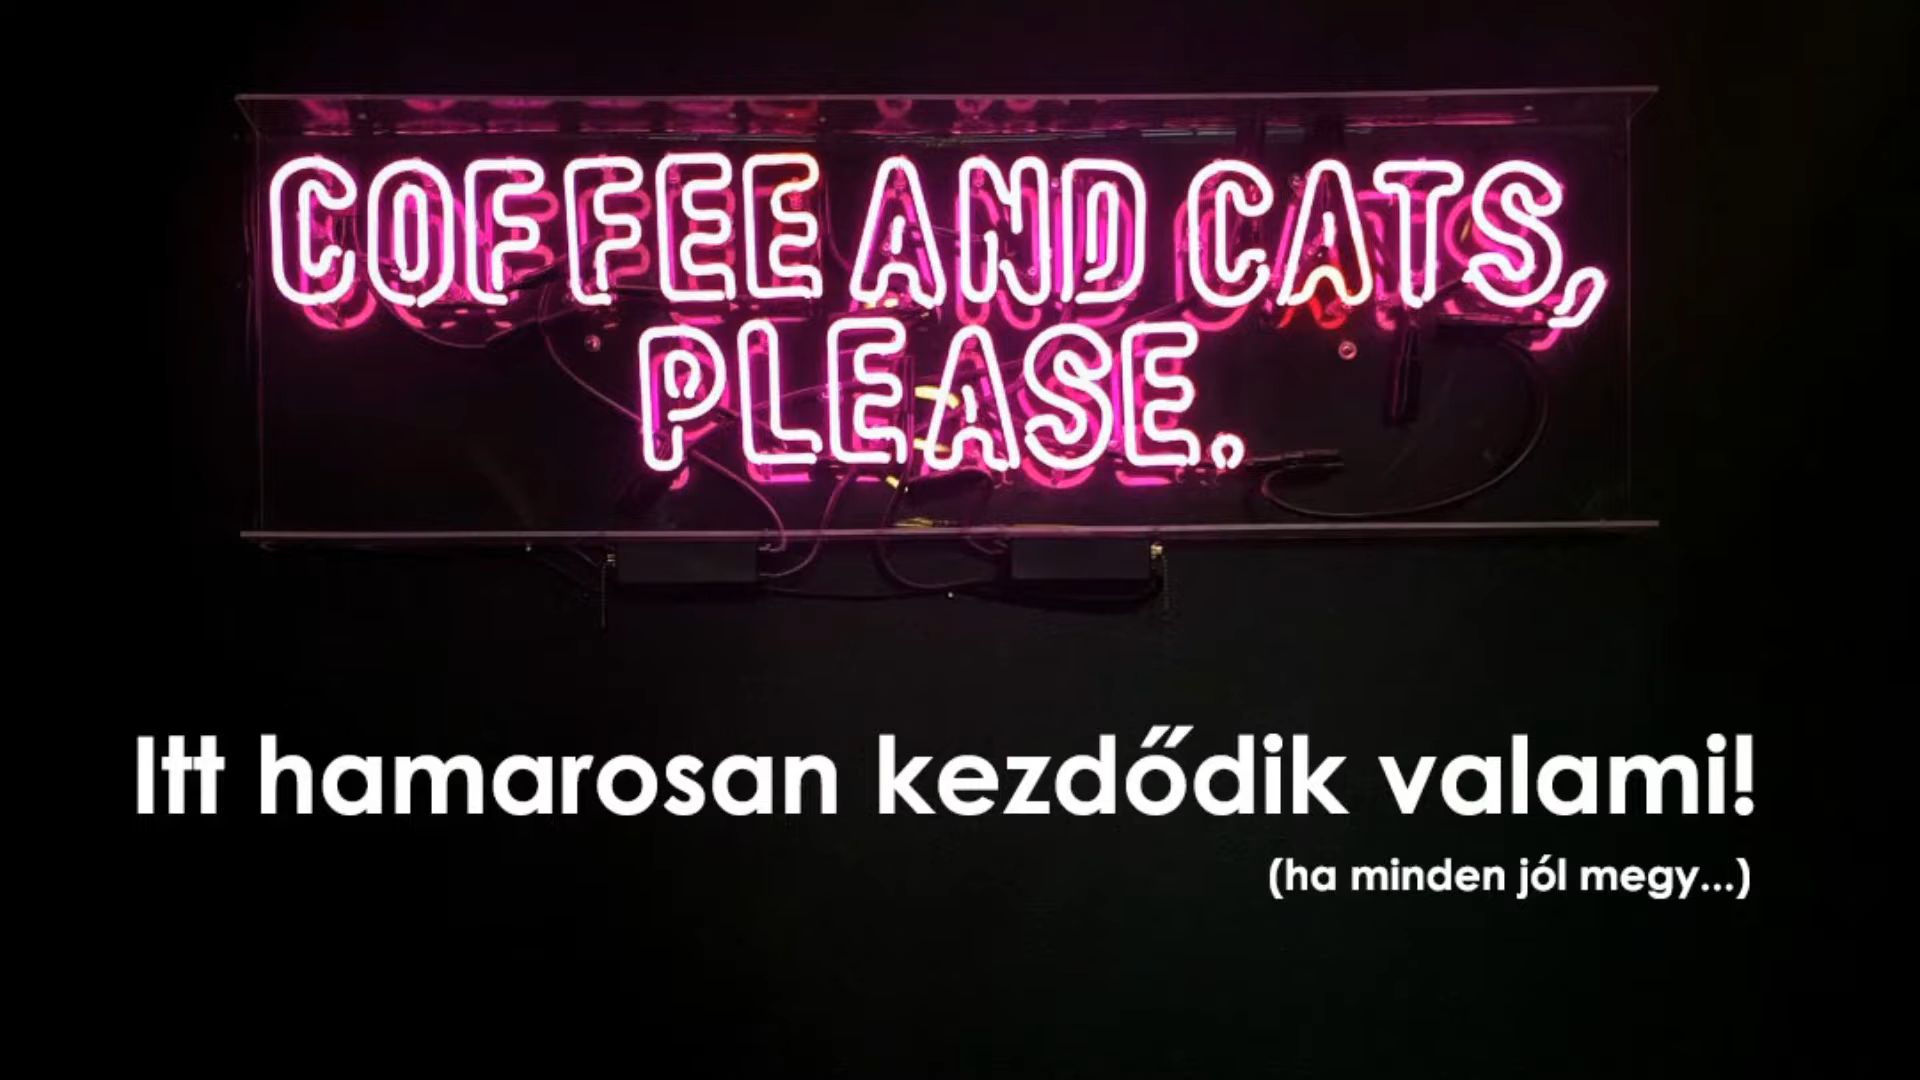 COFFEE AND CATS,
PLEASE.
Itt hamarosan kezdődik valami!
(ha minden jól megy...)